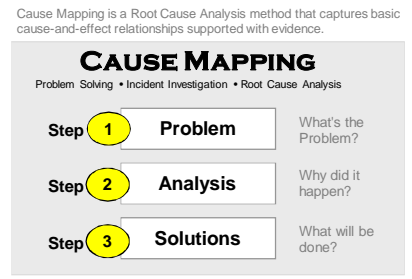 Cause Mapping is a Root Cause Analysis method that captures basic
cause-and-effect relationships supported with evidence.
CAUSE MAPPING
Problem Solving • Incident Investigation • Root Cause Analysis
Step 1 Problem What's the
Problem?
Step 2 Analysis Why did it
happen?
Step 3 Solutions What will be
done?